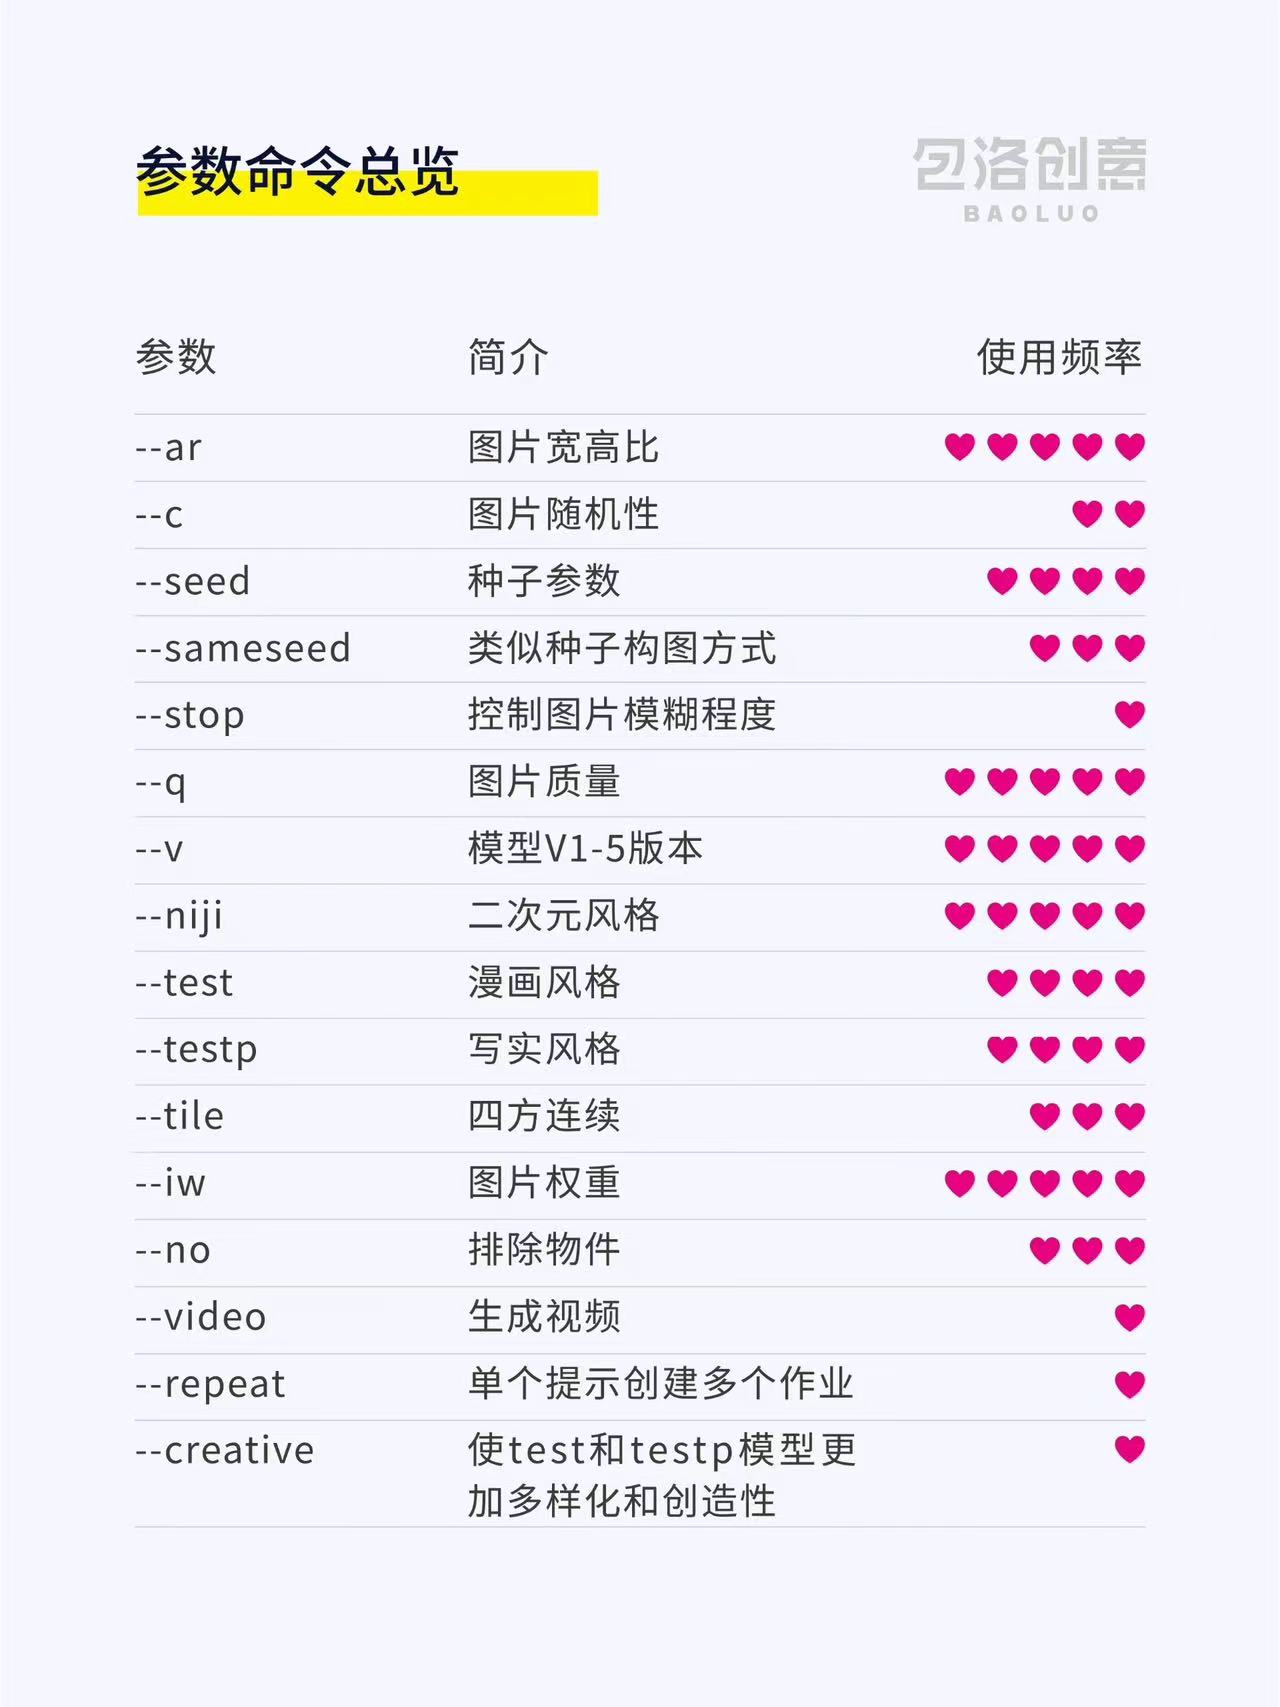 参数命令总览
包洛创意
BAOLUO
参数 简介 使用频率
--ar 图片宽高比
--c 图片随机性
--seed 种子参数
--sameseed 类似种子构图方式
--stop 控制图片模糊程度
--q 图片质量
--v 模型V1-5版本
--niji 二次元风格
--test 漫画风格
--testp 写实风格
--tile 四方连续
--iw 图片权重
--no 排除物件
--video 生成视频
--repeat 单个提示创建多个作业
--creative 使test和testp模型更
加多样化和创造性